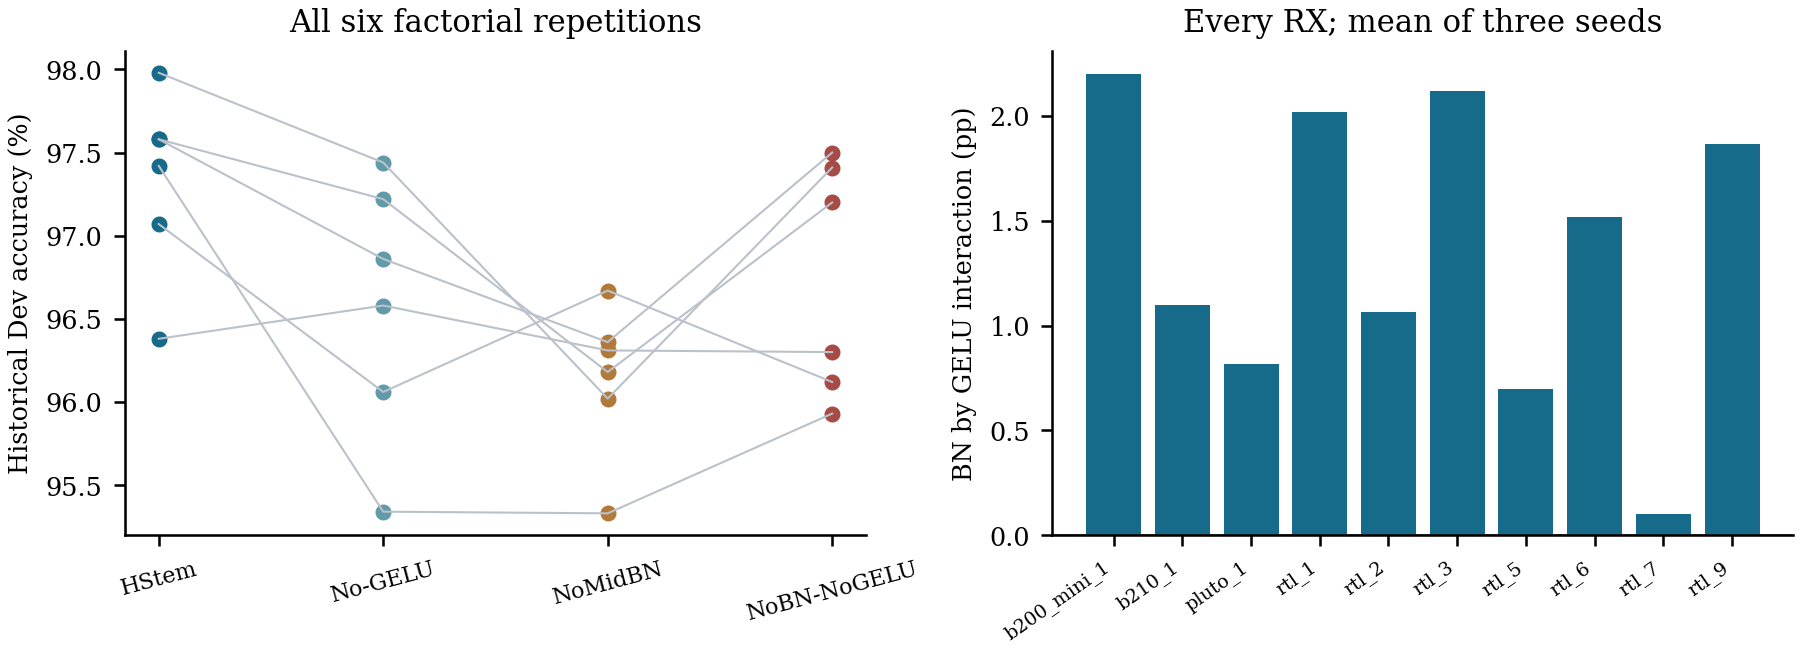 All six factorial repetitions
Historical Dev accuracy (%)
98.0
97.5
97.0
96.5
96.0
95.5
HStem
No-GELU
NoMidBN
NoBN-NoGELU
Every RX; mean of three seeds
BN by GELU interaction (pp)
2.0
1.5
1.0
0.5
0.0
b200_mini_1
b210_1
pluto_1
rtl_1
rtl_2
rtl_3
rtl_5
rtl_6
rtl_7
rtl_9